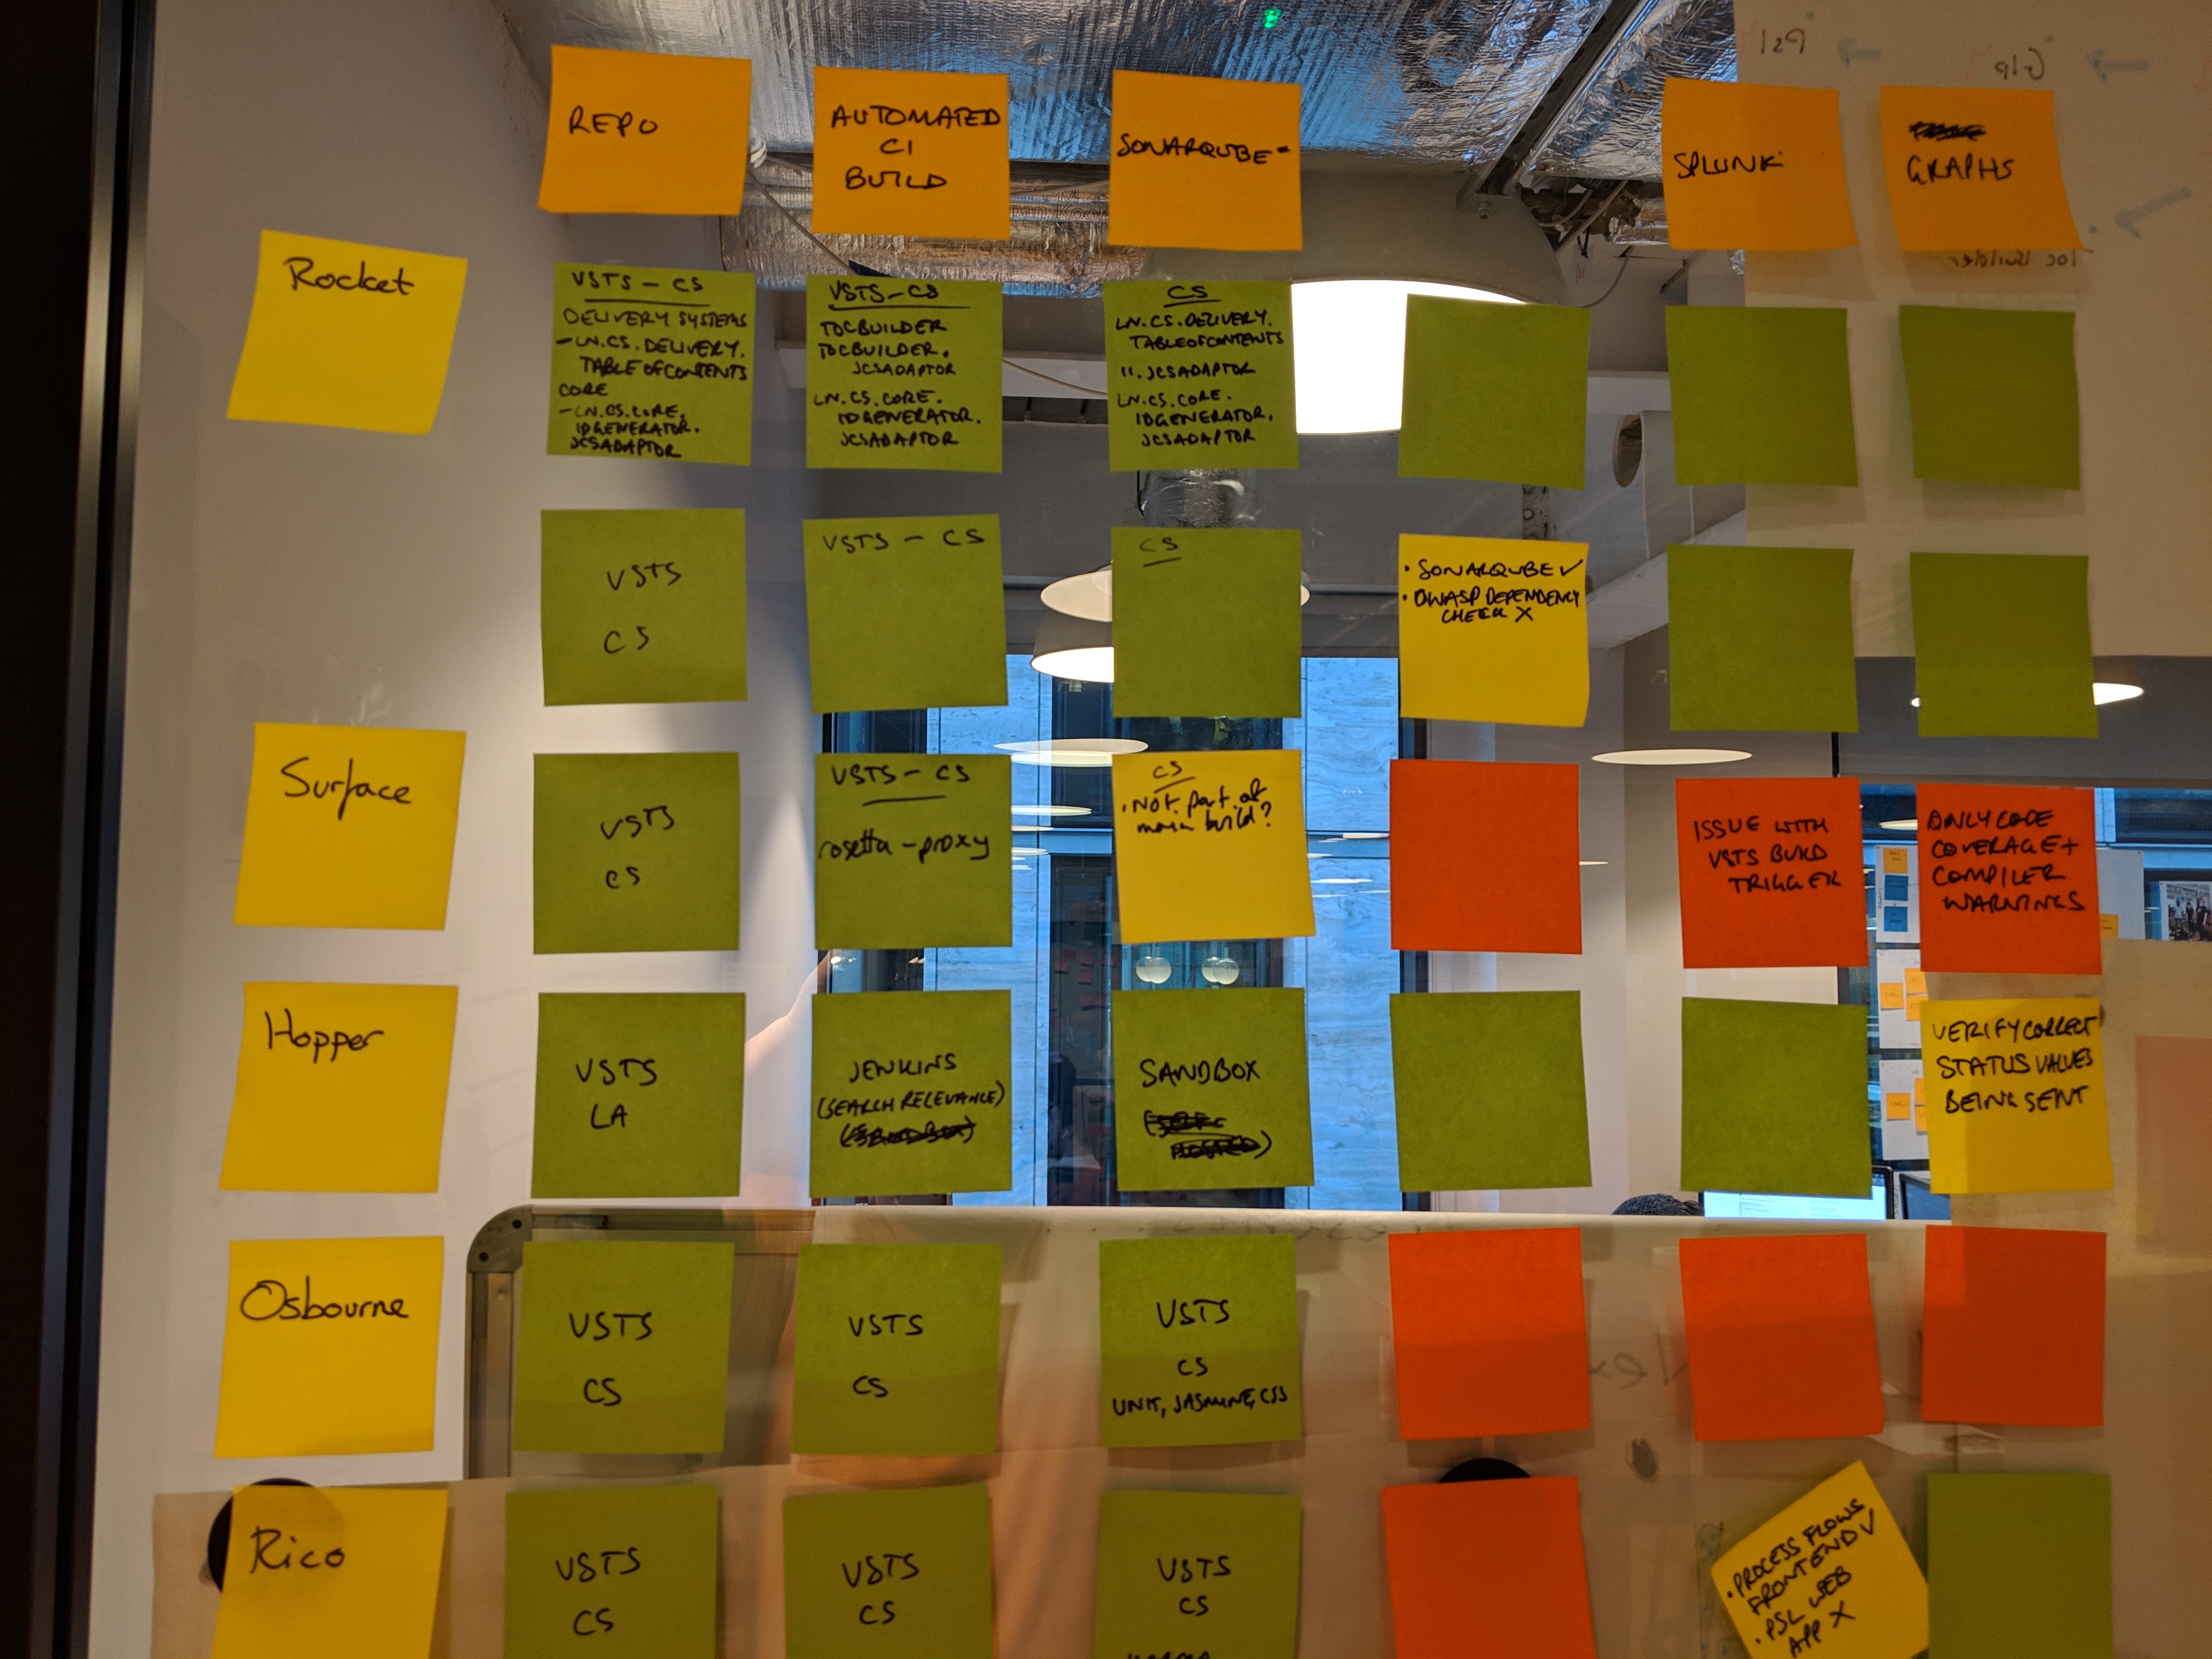 REPO
AUTOMATED
CI
BUILD
SONARQUBE
SPLUNK
GRAPHS
Rocket
VSTS - CS
DELIVERY SYSTEMS
- LN.CS.DELIVERY.
TABLEOFCONTENTS
CORE
- LN.CS.CORE.
IDGENERATOR.
JCSADAPTOR
VSTS - CS
TOCBUILDER
TOCBUILDER.
JCSADAPTOR
LN.CS.CORE.
IDGENERATOR.
JCSADAPTOR
CS
LN.CS.DELIVERY.
TABLEOFCONTENTS
". JCSADAPTOR
LN.CS.CORE.
IDGENERATOR.
JCSADAPTOR
VSTS
CS
VSTS - CS
CS
• SONARQUBE ✓
• OWASP DEPENDENCY
CHECK X
Surface
VSTS
CS
VSTS - CS
rosetta-proxy
CS
• Not part of
main build?
ISSUE WITH
VSTS BUILD
TRIGGER
ONLY CODE
COVERAGE +
COMPILER
WARNINGS
Hopper
VSTS
LA
JENKINS
(SEARCH RELEVANCE)
SANDBOX
VERIFY CORRECT
STATUS VALUES
BEING SENT
Osbourne
VSTS
CS
VSTS
CS
VSTS
CS
UNIT, JASMINE, CSS
Rico
VSTS
CS
VSTS
CS
VSTS
CS
• PROCESS FLOWS
FRONTEND ✓
• PSL WEB
APP X